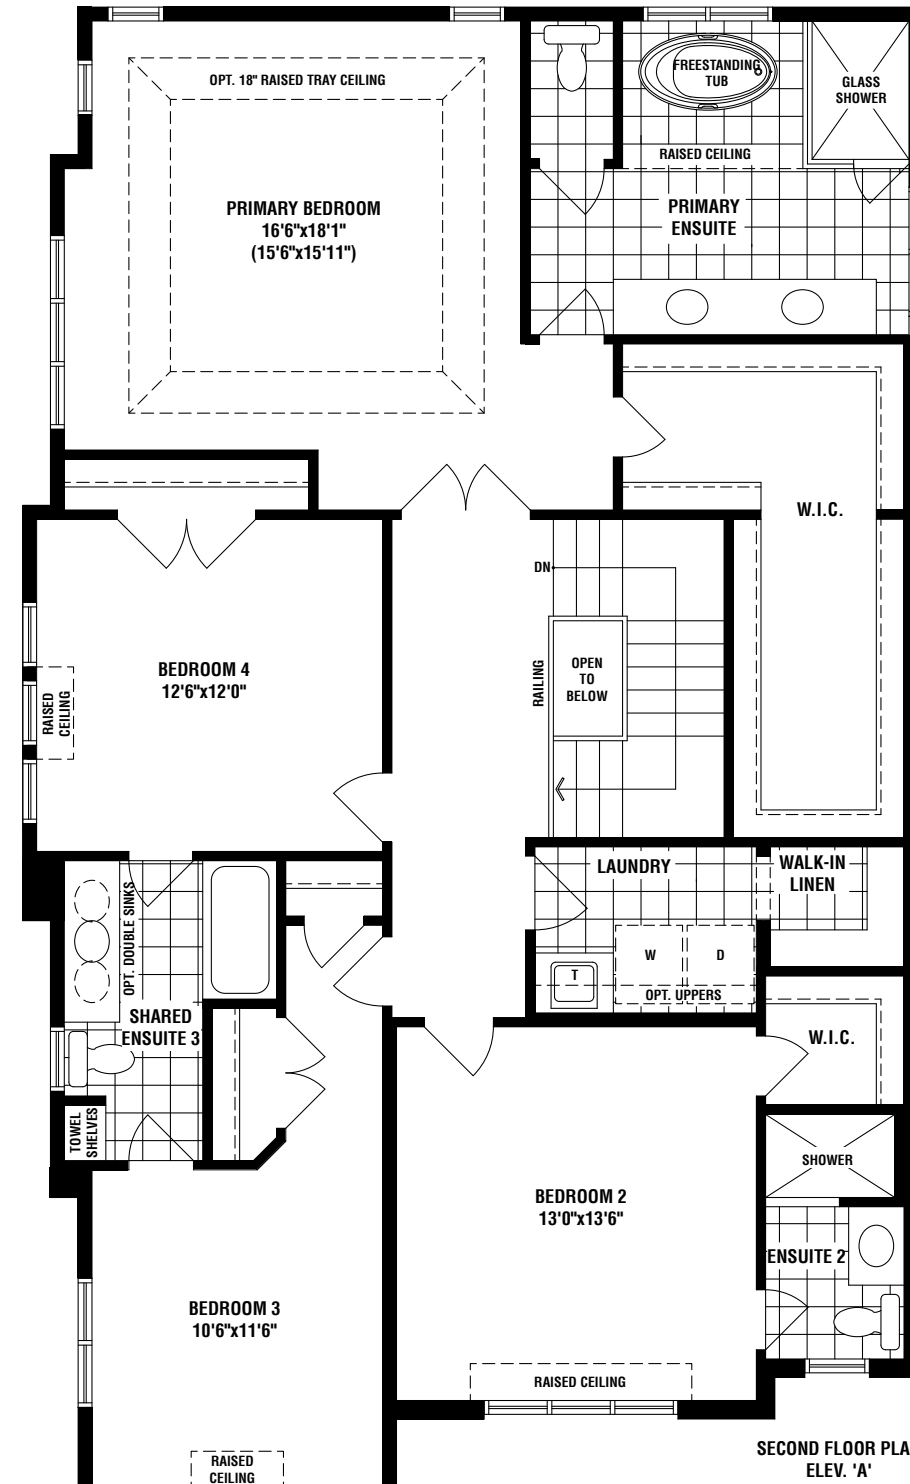 OPT. 18" RAISED TRAY CEILING
FREESTANDING
TUB
GLASS
SHOWER
RAISED CEILING
PRIMARY BEDROOM
16'6"x18'1"
(15'6"x15'11")
PRIMARY
ENSUITE
W.I.C.
DN
BEDROOM 4
12'6"x12'0"
RAISED
CEILING
RAILING
OPEN
TO
BELOW
LAUNDRY
WALK-IN
LINEN
OPT. DOUBLE SINKS
W
D
T
OPT. UPPERS
SHARED
ENSUITE 3
W.I.C.
TOWEL
SHELVES
SHOWER
BEDROOM 2
13'0"x13'6"
ENSUITE 2
BEDROOM 3
10'6"x11'6"
RAISED CEILING
RAISED
CEILING
SECOND FLOOR PLA
ELEV. 'A'